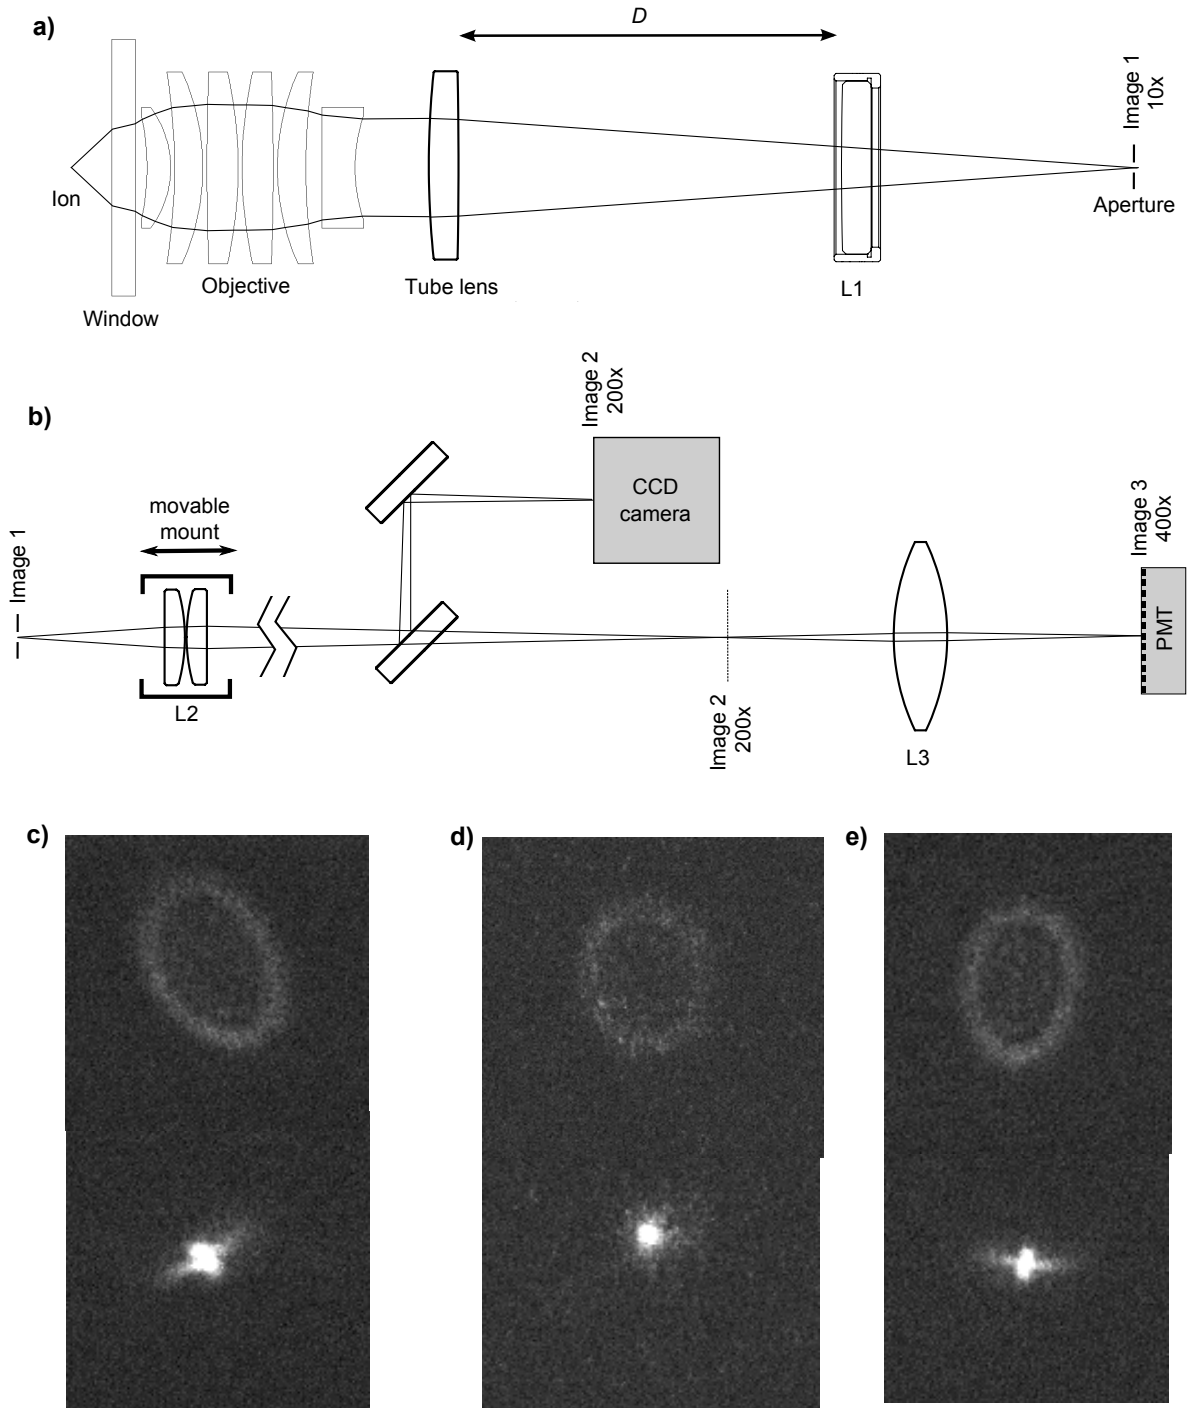 a)
D
Ion
Window
Objective
Tube lens
L1
Image 1
10x
Aperture
b)
Image 1
movable
mount
L2
Image 2
200x
CCD
camera
Image 2
200x
L3
Image 3
400x
PMT
c)
d)
e)